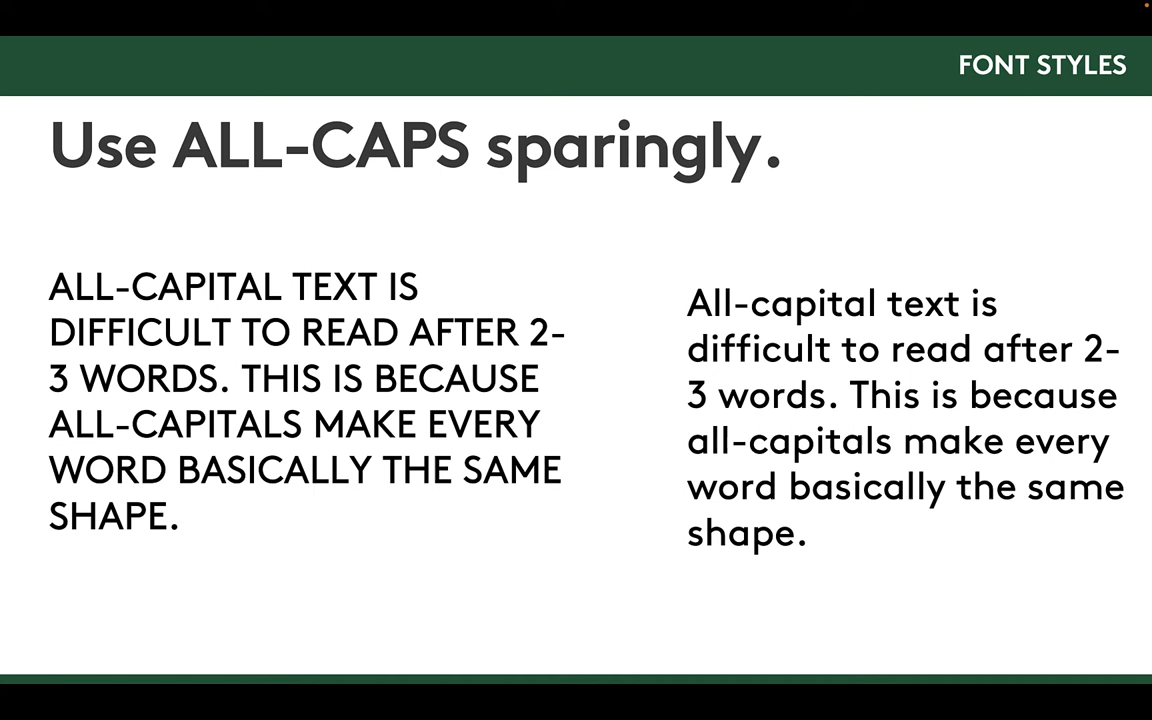 FONT STYLES
Use ALL-CAPS sparingly.
ALL-CAPITAL TEXT IS
DIFFICULT TO READ AFTER 2-
3 WORDS. THIS IS BECAUSE
ALL-CAPITALS MAKE EVERY
WORD BASICALLY THE SAME
SHAPE.
All-capital text is
difficult to read after 2-
3 words. This is because
all-capitals make every
word basically the same
shape.